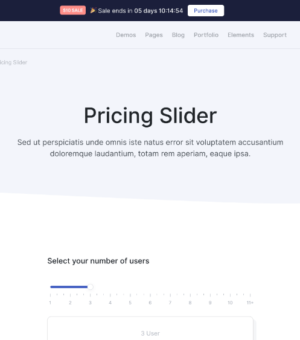 BIG SALE 🎉 Sale ends in 05 days 10:14:54 Purchase
Demos Pages Blog Portfolio Elements Support
icing Slider
Pricing Slider
Sed ut perspiciatis unde omnis iste natus error sit voluptatem accusantium
doloremque laudantium, totam rem aperiam, eaque ipsa.
Select your number of users
1 2 3 4 5 6 7 8 9 10
3 User